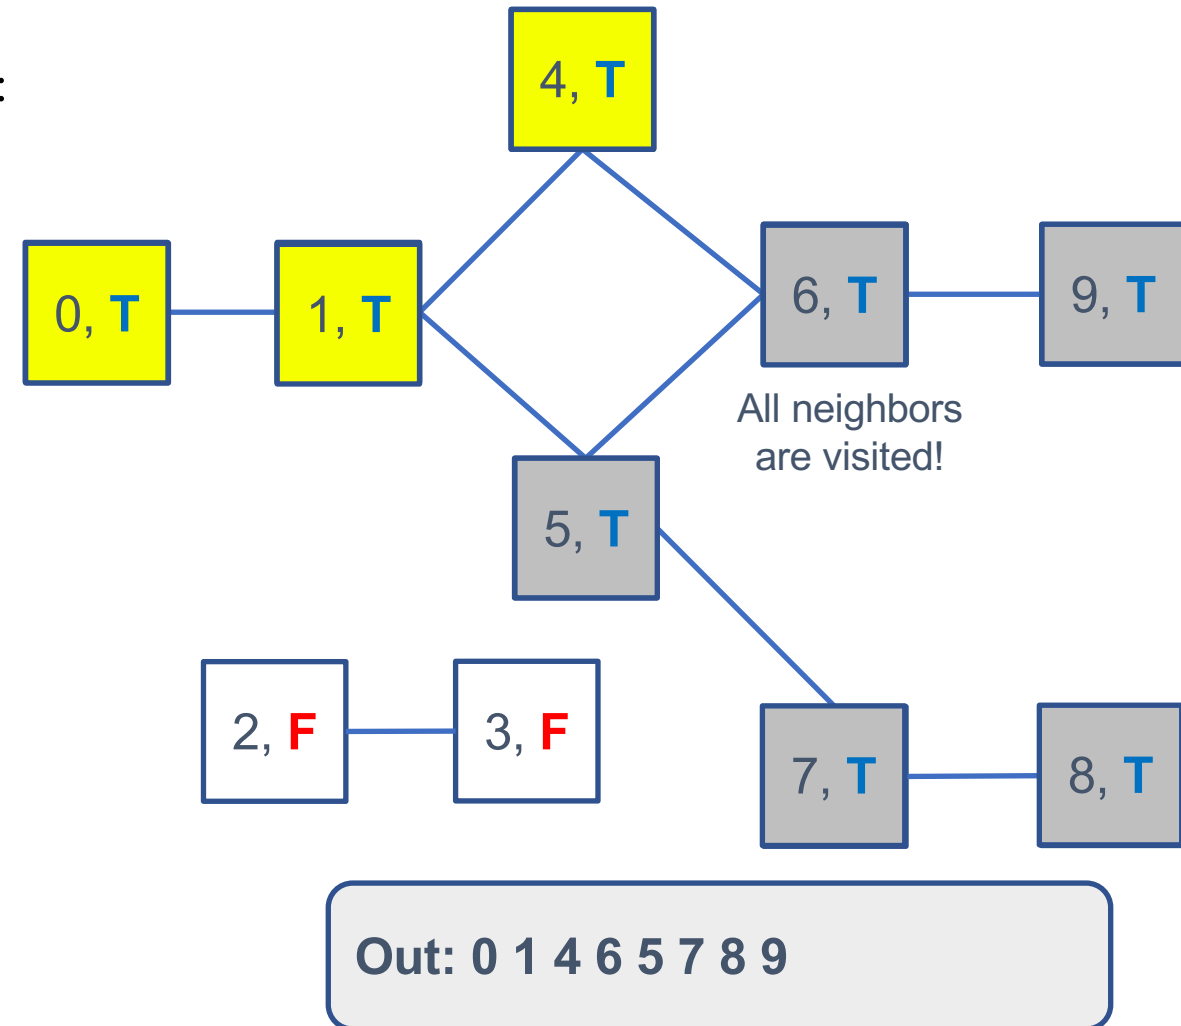 :
4, T
0, T
1, T
6, T
9, T
All neighbors
are visited!
5, T
2, F
3, F
7, T
8, T
Out: 0 1 4 6 5 7 8 9